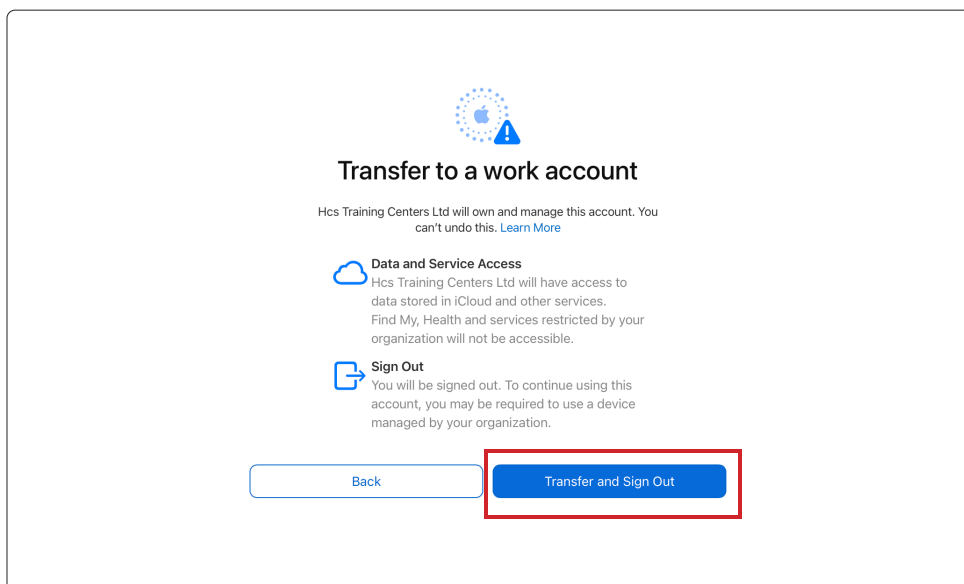 Transfer to a work account
Hcs Training Centers Ltd will own and manage this account. You
can't undo this. Learn More
Data and Service Access
Hcs Training Centers Ltd will have access to
data stored in iCloud and other services.
Find My, Health and services restricted by your
organization will not be accessible.
Sign Out
You will be signed out. To continue using this
account, you may be required to use a device
managed by your organization.
Back
Transfer and Sign Out